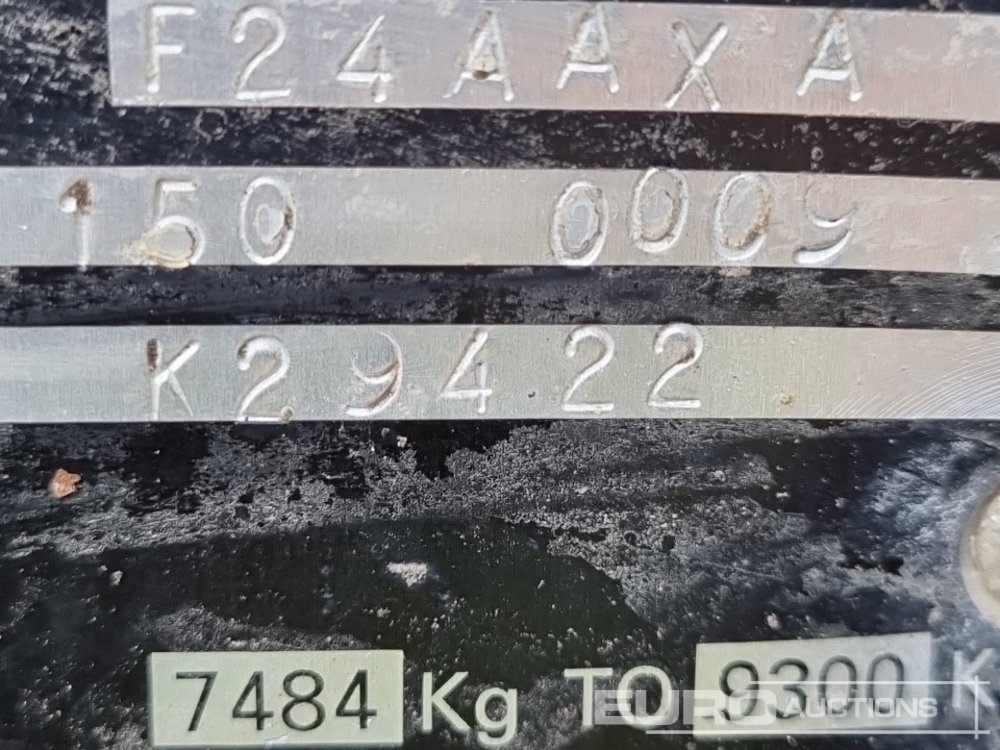 F24AAXA
150 0009
K29422
7484 Kg TO 9300 K
EURO AUCTIONS